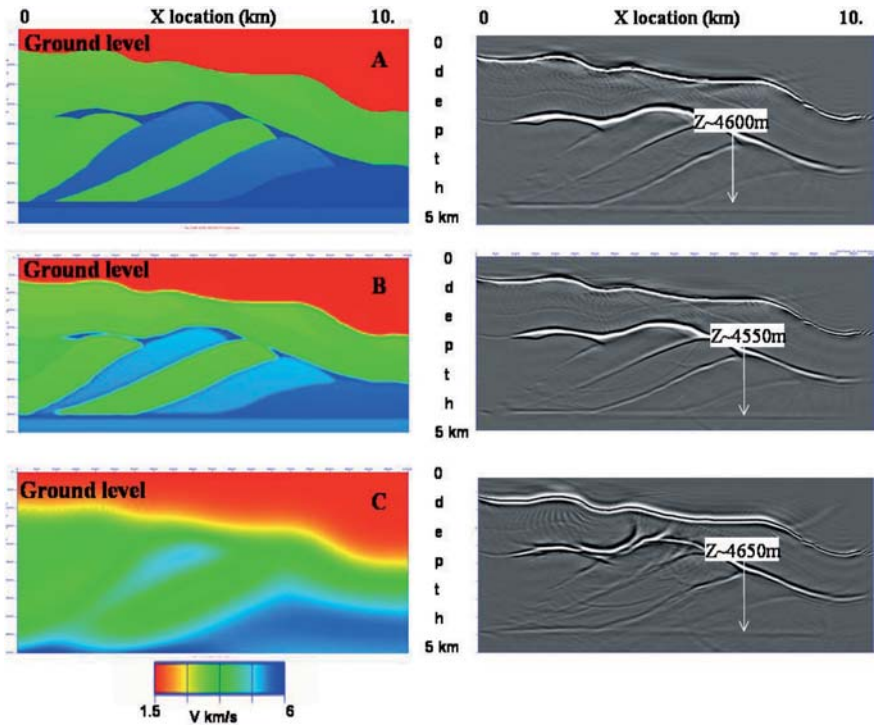 0 X location (km) 10.
0 X location (km) 10.
Ground level
A
0
d
e
p
t
h
5 km
Z~4600m
Ground level
B
0
d
e
p
t
h
5 km
Z~4550m
Ground level
C
0
d
e
p
t
h
5 km
Z~4650m
1.5 V km/s 6